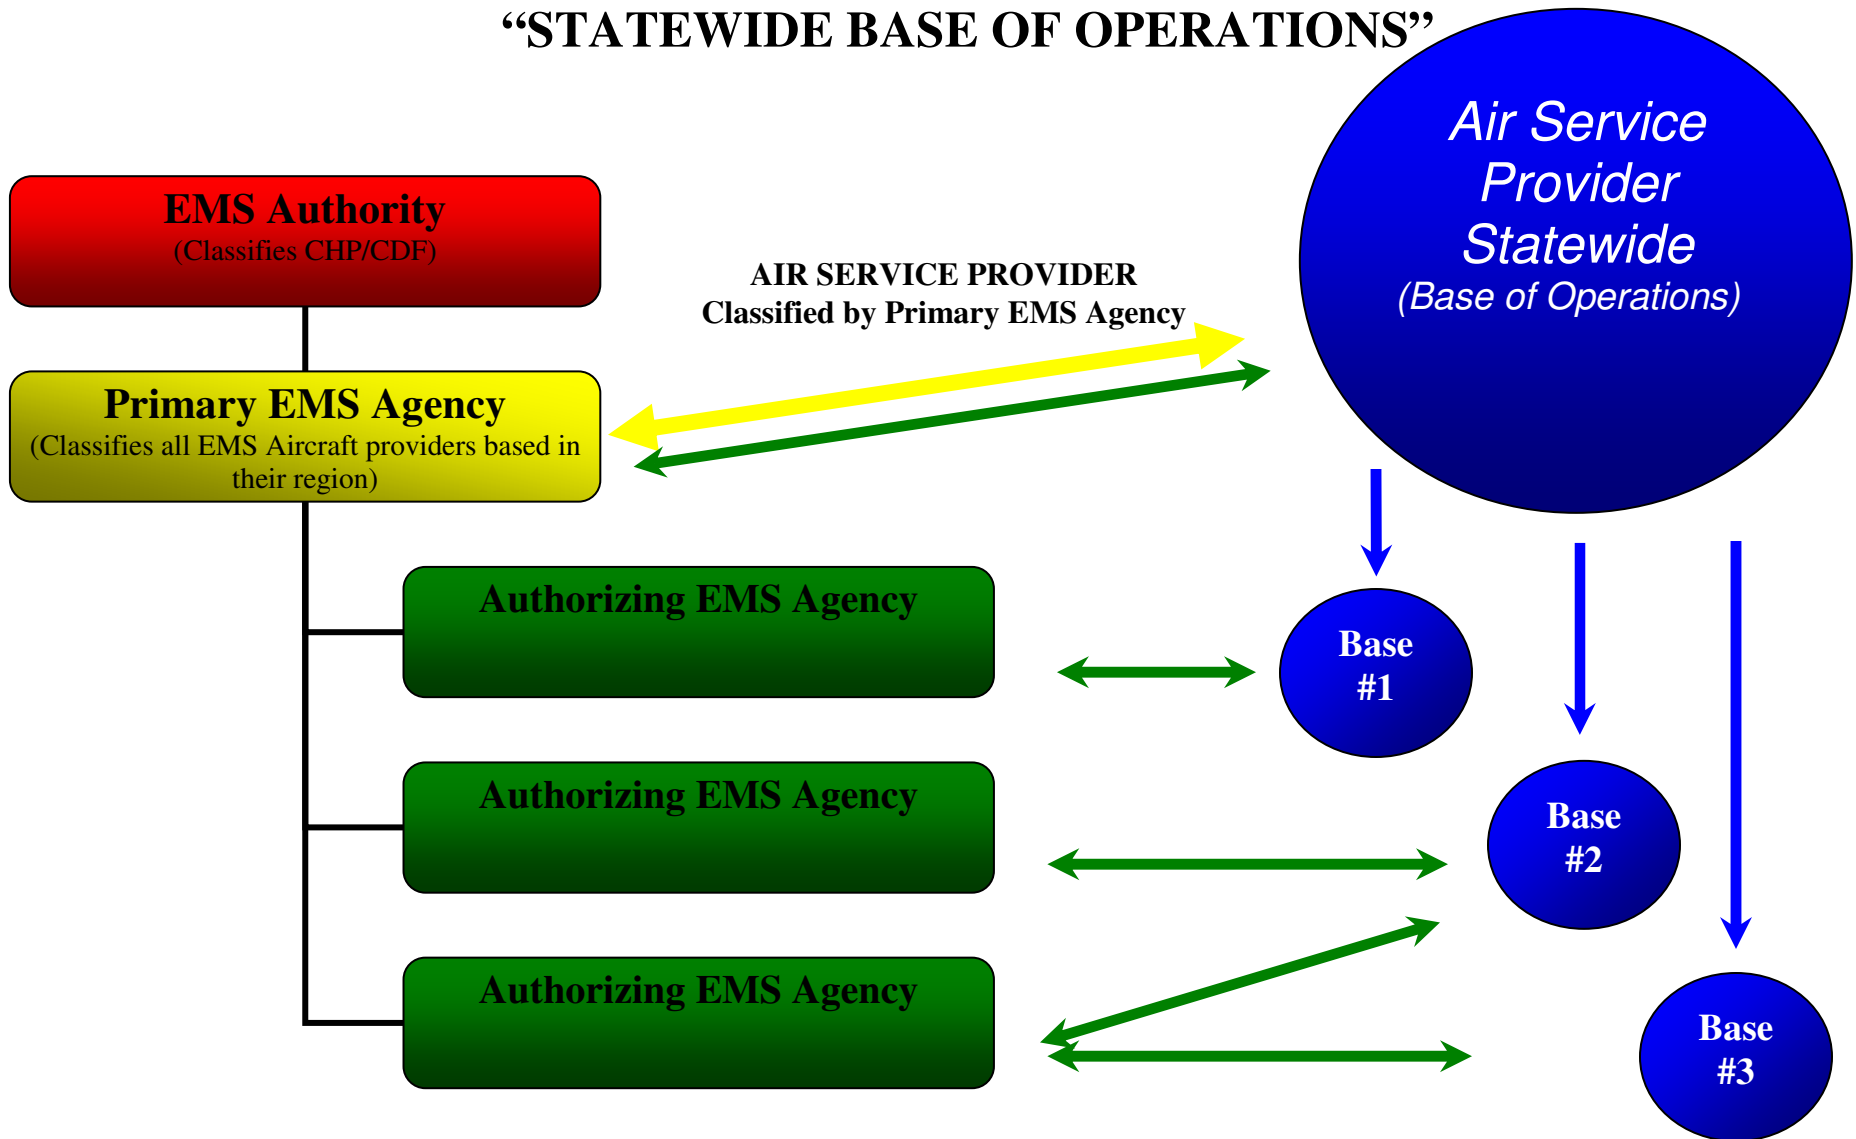 “STATEWIDE BASE OF OPERATIONS”
Air Service
Provider
Statewide
(Base of Operations)
EMS Authority
(Classifies CHP/CDF)
AIR SERVICE PROVIDER
Classified by Primary EMS Agency
Primary EMS Agency
(Classifies all EMS Aircraft providers based in
their region)
Authorizing EMS Agency
Base
#1
Authorizing EMS Agency
Base
#2
Authorizing EMS Agency
Base
#3